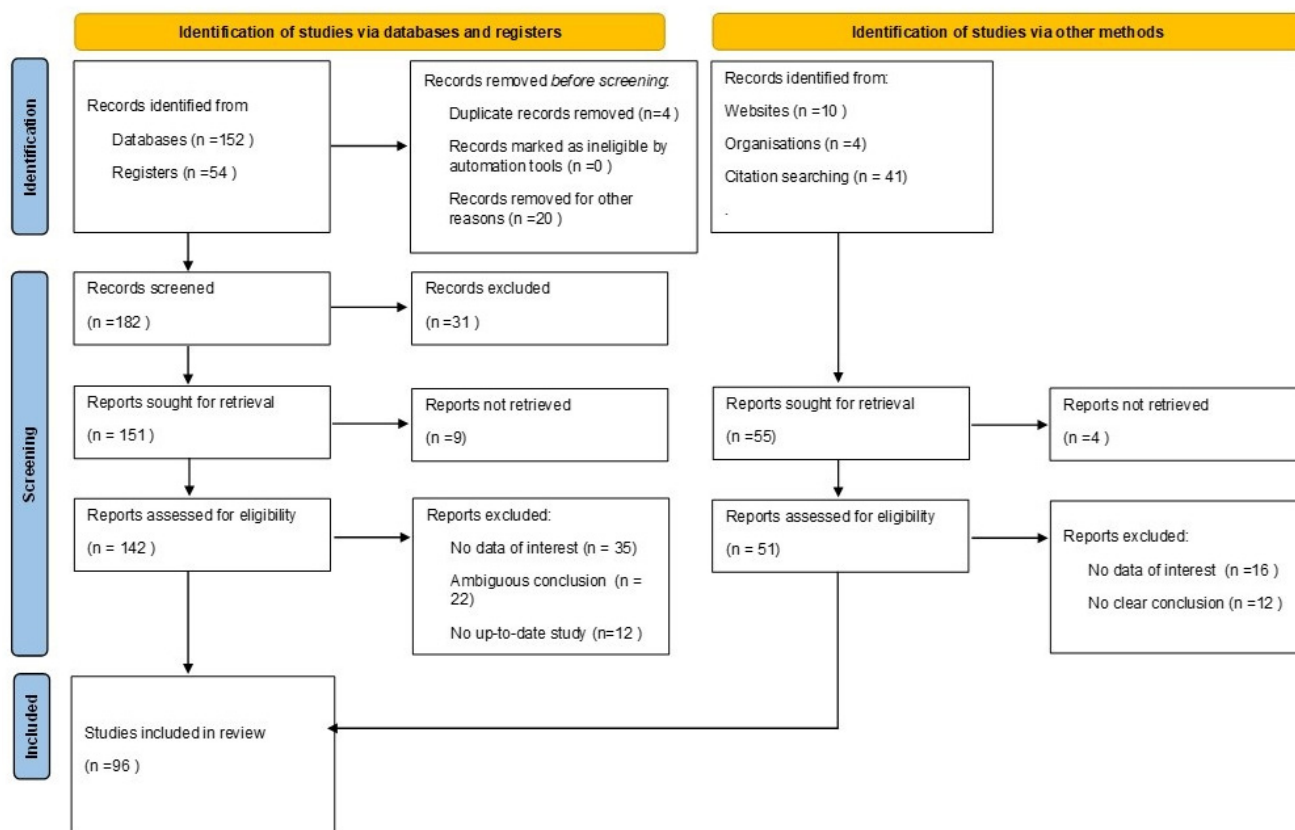 Identification of studies via databases and registers
Identification of studies via other methods
Identification
Records identified from
Databases (n =152 )
Registers (n =54 )
Records removed before screening:
Duplicate records removed (n=4 )
Records marked as ineligible by
automation tools (n =0 )
Records removed for other
reasons (n =20 )
Records identified from:
Websites (n =10 )
Organisations (n =4)
Citation searching (n = 41)
.
Screening
Records screened
(n =182 )
Records excluded
(n =31 )
Reports sought for retrieval
(n = 151)
Reports not retrieved
(n =9)
Reports sought for retrieval
(n =55)
Reports not retrieved
(n =4 )
Reports assessed for eligibility
(n = 142 )
Reports excluded:
No data of interest (n = 35)
Ambiguous conclusion (n =
22)
No up-to-date study (n=12 )
Reports assessed for eligibility
(n = 51)
Reports excluded:
No data of interest (n =16 )
No clear conclusion (n =12 )
Included
Studies included in review
(n =96 )